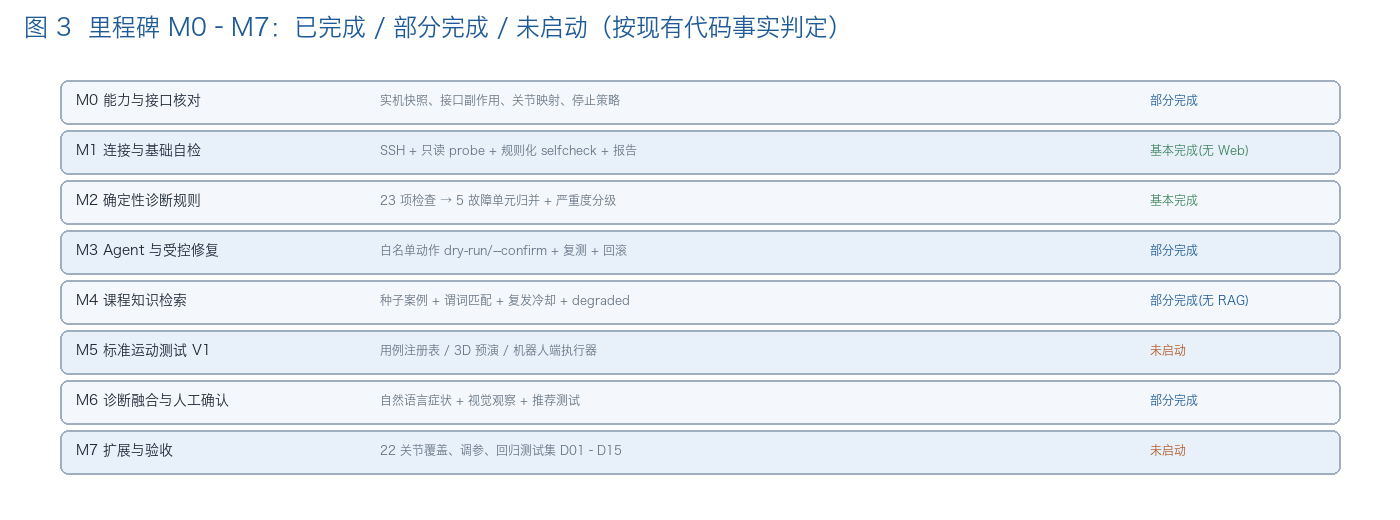 图 3 里程碑 M0 - M7：已完成 / 部分完成 / 未启动（按现有代码事实判定）
M0 能力与接口核对 实机快照、接口副作用、关节映射、停止策略 部分完成
M1 连接与基础自检 SSH + 只读 probe + 规则化 selfcheck + 报告 基本完成(无 Web)
M2 确定性诊断规则 23 项检查 → 5 故障单元归并 + 严重度分级 基本完成
M3 Agent 与受控修复 白名单动作 dry-run/--confirm + 复测 + 回滚 部分完成
M4 课程知识检索 种子案例 + 谓词匹配 + 复发冷却 + degraded 部分完成(无 RAG)
M5 标准运动测试 V1 用例注册表 / 3D 预演 / 机器人端执行器 未启动
M6 诊断融合与人工确认 自然语言症状 + 视觉观察 + 推荐测试 部分完成
M7 扩展与验收 22 关节覆盖、调参、回归测试集 D01 - D15 未启动